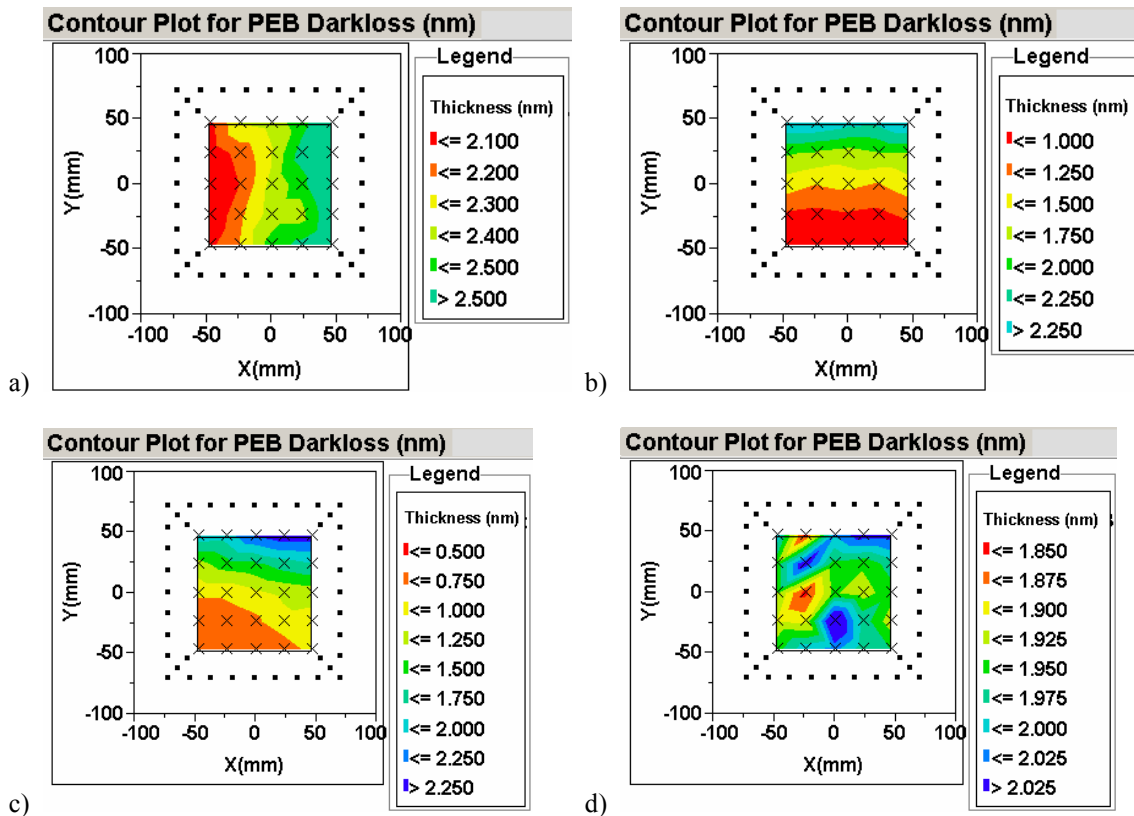 Contour Plot for PEB Darkloss (nm)
Legend
Thickness (nm)
<= 2.100
<= 2.200
<= 2.300
<= 2.400
<= 2.500
> 2.500
100
50
0
-50
-100
Y(mm)
-100 -50 0 50 100
X(mm)
a)
Contour Plot for PEB Darkloss (nm)
Legend
Thickness (nm)
<= 1.000
<= 1.250
<= 1.500
<= 1.750
<= 2.000
<= 2.250
> 2.250
100
50
0
-50
-100
Y(mm)
-100 -50 0 50 100
X(mm)
b)
Contour Plot for PEB Darkloss (nm)
Legend
Thickness (nm)
<= 0.500
<= 0.750
<= 1.000
<= 1.250
<= 1.500
<= 1.750
<= 2.000
<= 2.250
> 2.250
100
50
0
-50
-100
Y(mm)
-100 -50 0 50 100
X(mm)
c)
Contour Plot for PEB Darkloss (nm)
Legend
Thickness (nm)
<= 1.850
<= 1.875
<= 1.900
<= 1.925
<= 1.950
<= 1.975
<= 2.000
<= 2.025
> 2.025
100
50
0
-50
-100
Y(mm)
-100 -50 0 50 100
X(mm)
d)